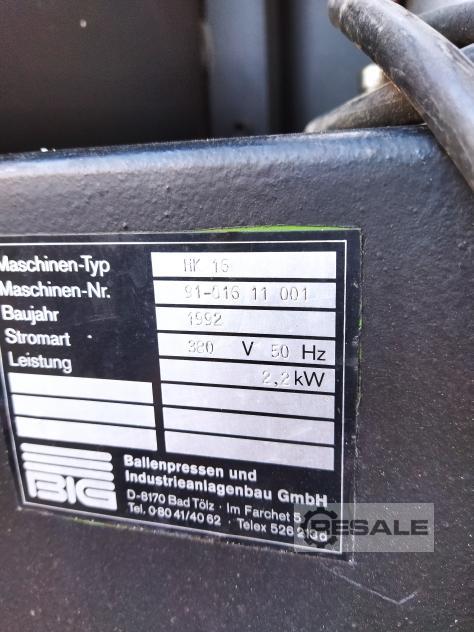 Maschinen-Typ HK 16
Maschinen-Nr. 91-016 11 001
Baujahr 1992
Stromart 380 V 50 Hz
Leistung 2,2 kW
BIG
Ballenpressen und
Industrieanlagenbau GmbH
D-8170 Bad Tölz · Im Farchet 5
Tel. 0 80 41/40 62 · Telex 526 213 d
RESALE